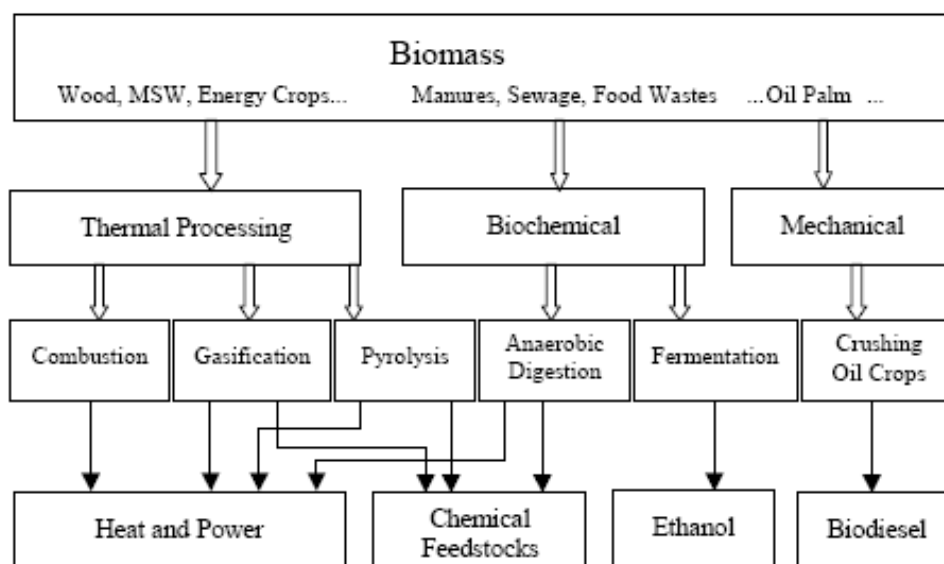 Biomass
Wood, MSW, Energy Crops... Manures, Sewage, Food Wastes ...Oil Palm ...
Thermal Processing
Biochemical
Mechanical
Combustion
Gasification
Pyrolysis
Anaerobic
Digestion
Fermentation
Crushing
Oil Crops
Heat and Power
Chemical
Feedstocks
Ethanol
Biodiesel